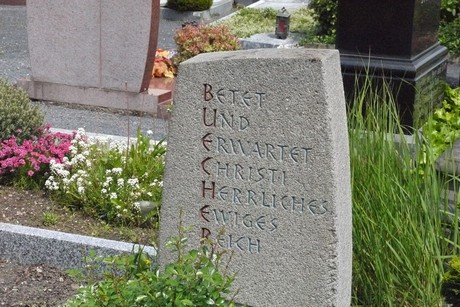 BETET
UND
ERWARTET
CHRISTI
HERRLICHES
EWIGES
REICH